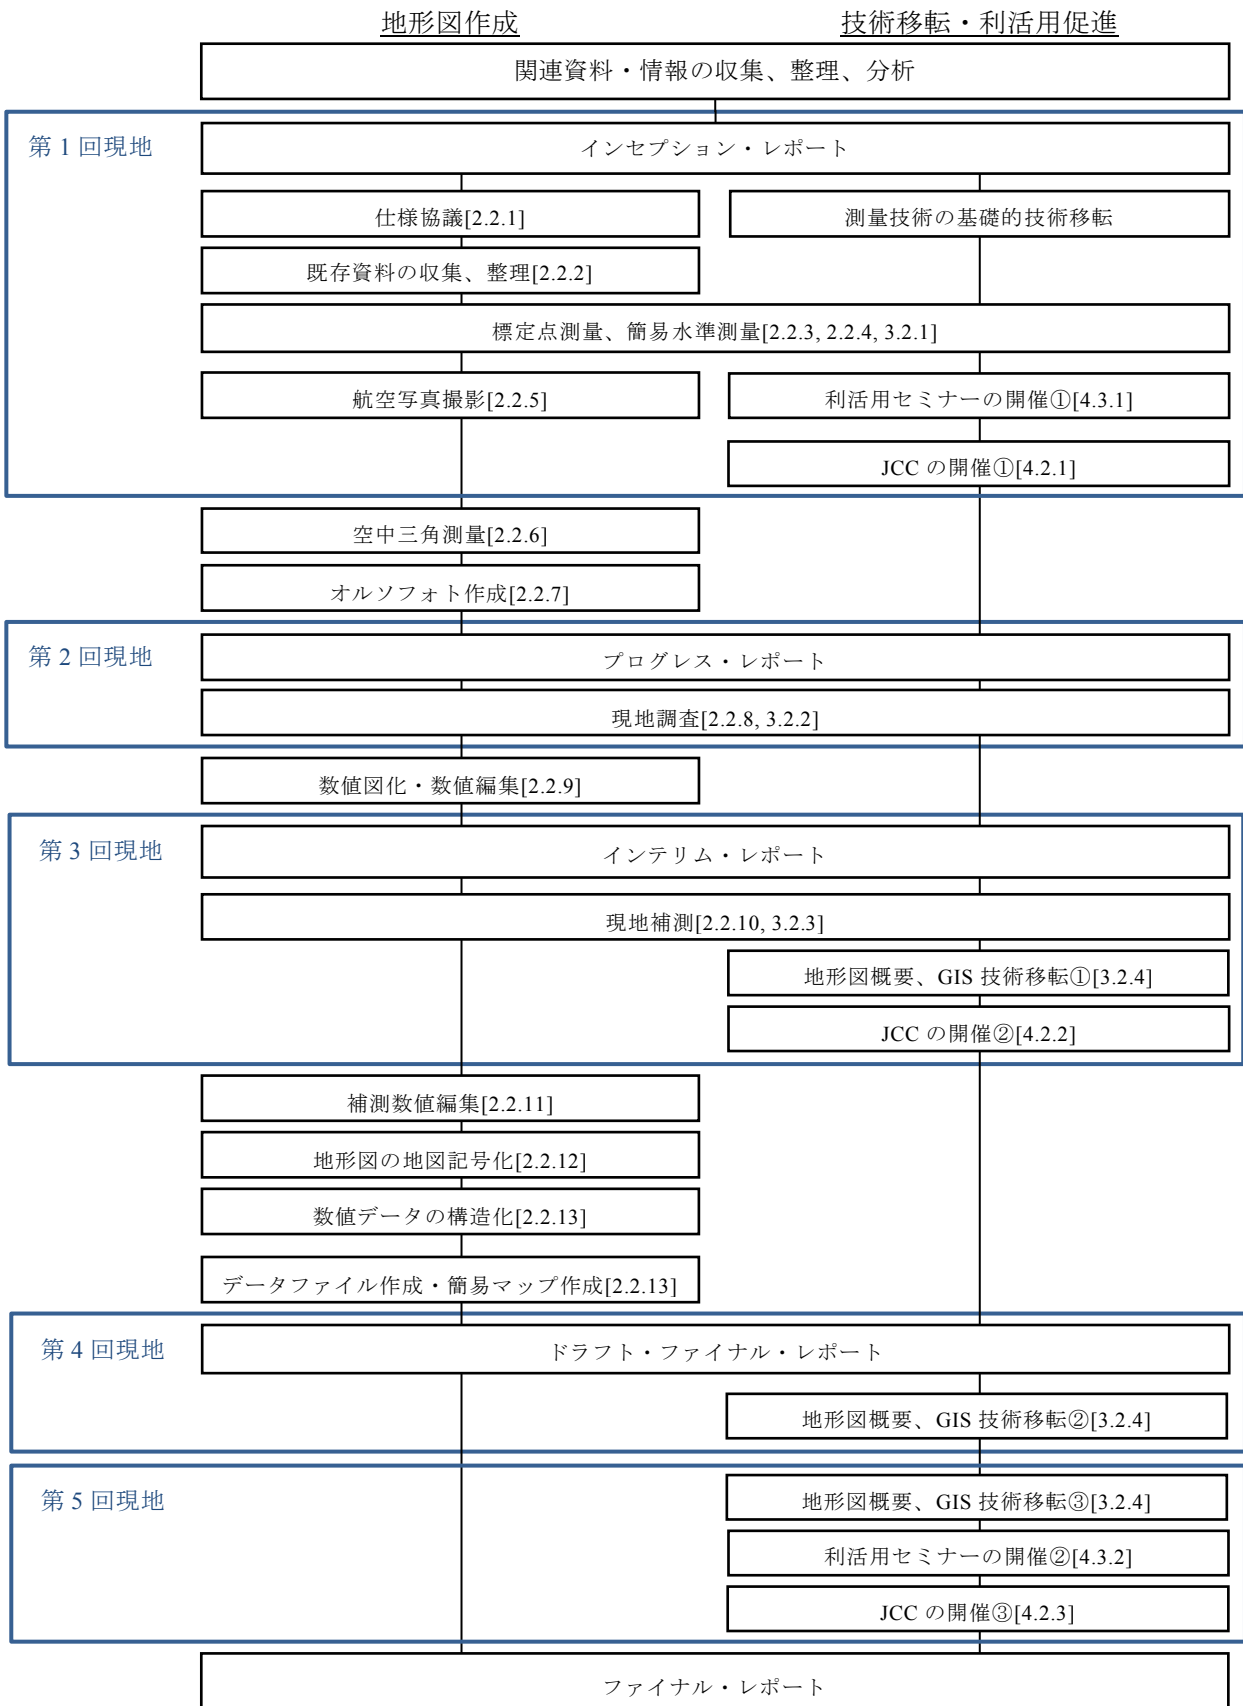 地形図作成
技術移転・利活用促進
関連資料・情報の収集、整理、分析
第 1 回現地
インセプション・レポート
仕様協議[2.2.1]
測量技術の基礎的技術移転
既存資料の収集、整理[2.2.2]
標定点測量、簡易水準測量[2.2.3, 2.2.4, 3.2.1]
航空写真撮影[2.2.5]
利活用セミナーの開催①[4.3.1]
JCC の開催①[4.2.1]
空中三角測量[2.2.6]
オルソフォト作成[2.2.7]
第 2 回現地
プログレス・レポート
現地調査[2.2.8, 3.2.2]
数値図化・数値編集[2.2.9]
第 3 回現地
インテリム・レポート
現地補測[2.2.10, 3.2.3]
地形図概要、GIS 技術移転①[3.2.4]
JCC の開催②[4.2.2]
補測数値編集[2.2.11]
地形図の地図記号化[2.2.12]
数値データの構造化[2.2.13]
データファイル作成・簡易マップ作成[2.2.13]
第 4 回現地
ドラフト・ファイナル・レポート
地形図概要、GIS 技術移転②[3.2.4]
第 5 回現地
地形図概要、GIS 技術移転③[3.2.4]
利活用セミナーの開催②[4.3.2]
JCC の開催③[4.2.3]
ファイナル・レポート